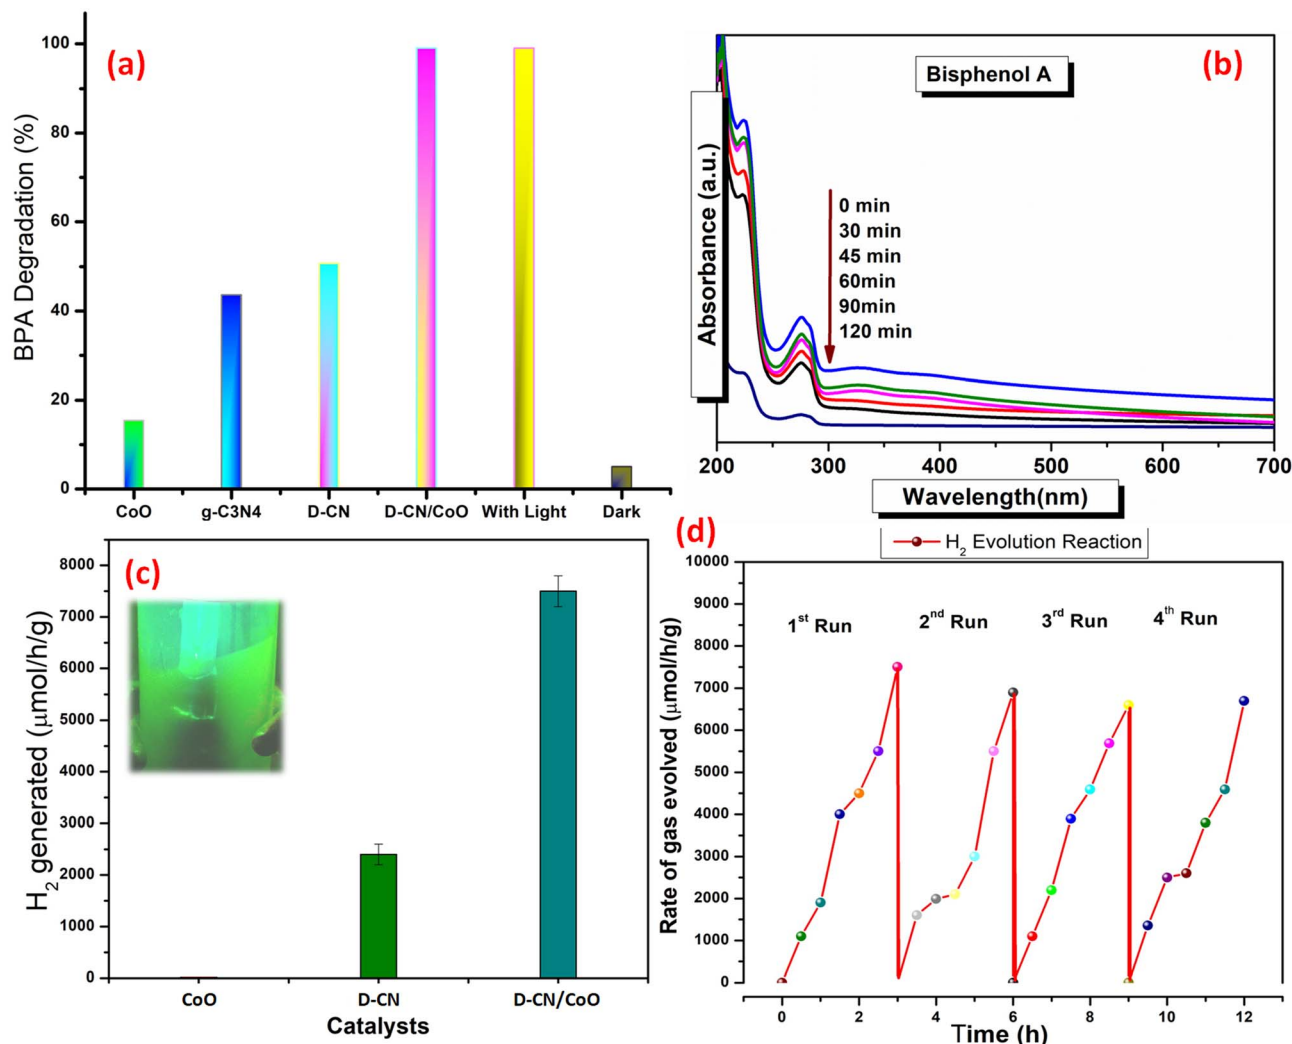 (a)
BPA Degradation (%)
100
80
60
40
20
0
CoO g-C3N4 D-CN D-CN/CoO With Light Dark
(b)
Bisphenol A
Absorbance (a.u.)
0 min
30 min
45 min
60min
90min
120 min
200 300 400 500 600 700
Wavelength(nm)
(c)
H2 generated (μmol/h/g)
8000
7000
6000
5000
4000
3000
2000
1000
0
CoO D-CN D-CN/CoO
Catalysts
(d)
H2 Evolution Reaction
Rate of gas evolved (μmol/h/g)
10000
9000
8000
7000
6000
5000
4000
3000
2000
1000
0
1st Run 2nd Run 3rd Run 4th Run
0 2 4 6 8 10 12
Time (h)